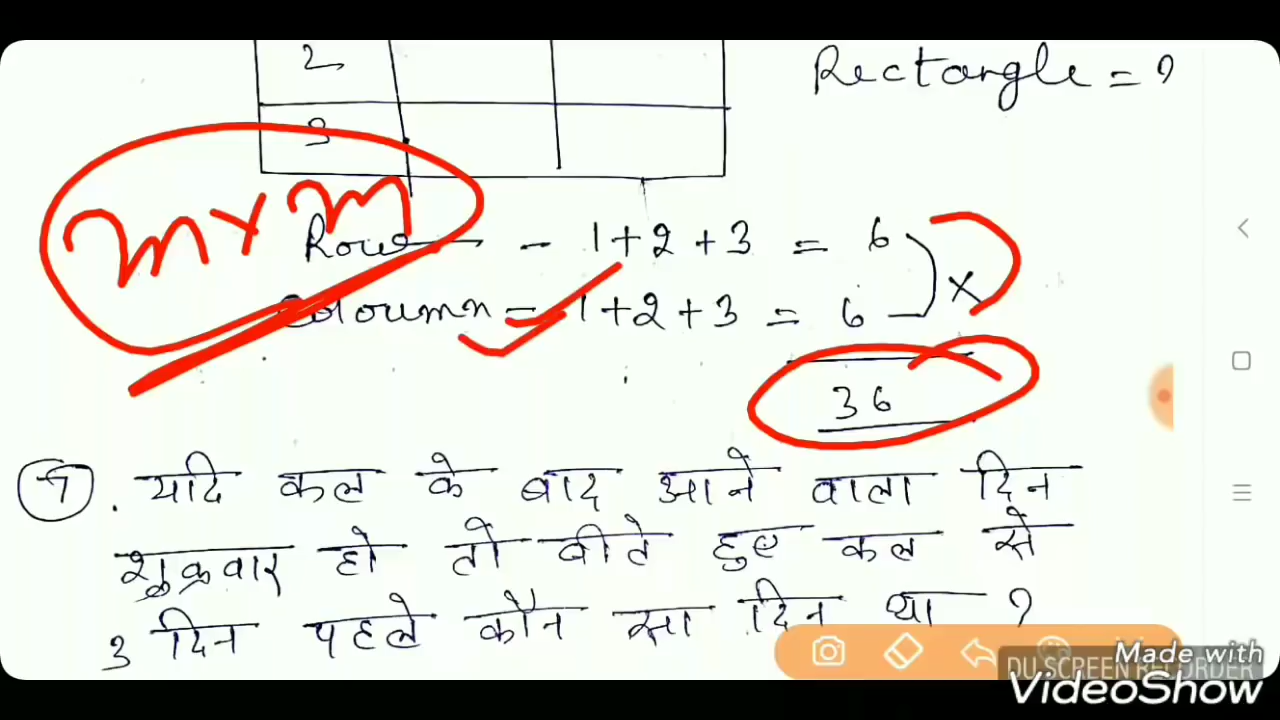 2
Rectangle = ?
3
m x m
Row - 1+2+3 = 6
Coloumn = 1+2+3 = 6
×
36
7. यदि कल के बाद आने वाला दिन
शुक्रवार हो तो बीते हुए कल से
3 दिन पहले कौन सा दिन था ?
Made with
DU SCREEN RECORDER
VideoShow